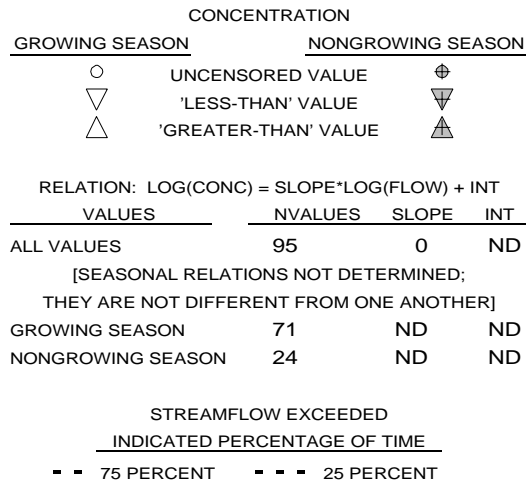 CONCENTRATION
GROWING SEASON NONGROWING SEASON
UNCENSORED VALUE
'LESS-THAN' VALUE
'GREATER-THAN' VALUE
RELATION: LOG(CONC) = SLOPE*LOG(FLOW) + INT
VALUES NVALUES SLOPE INT
ALL VALUES 95 0 ND
[SEASONAL RELATIONS NOT DETERMINED;
THEY ARE NOT DIFFERENT FROM ONE ANOTHER]
GROWING SEASON 71 ND ND
NONGROWING SEASON 24 ND ND
STREAMFLOW EXCEEDED
INDICATED PERCENTAGE OF TIME
75 PERCENT 25 PERCENT